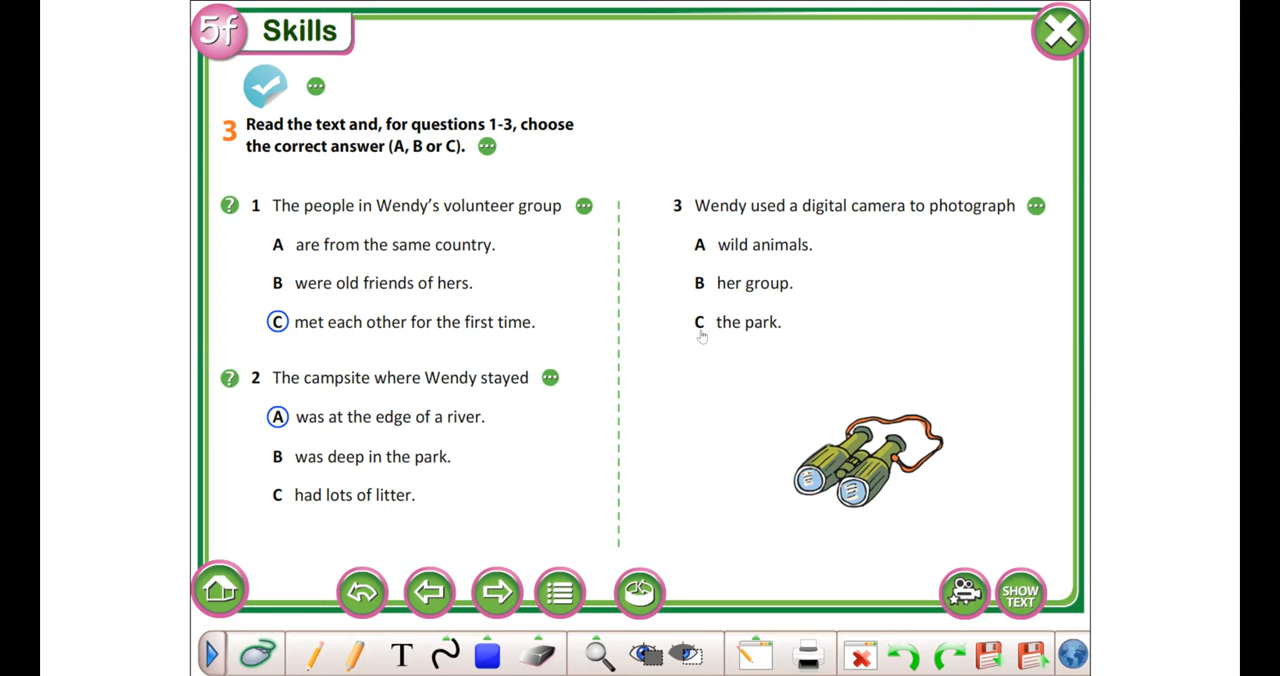 5f Skills
3 Read the text and, for questions 1-3, choose
the correct answer (A, B or C).
? 1 The people in Wendy's volunteer group
A are from the same country.
B were old friends of hers.
C met each other for the first time.
? 2 The campsite where Wendy stayed
A was at the edge of a river.
B was deep in the park.
C had lots of litter.
3 Wendy used a digital camera to photograph
A wild animals.
B her group.
C the park.
SHOW
TEXT
T